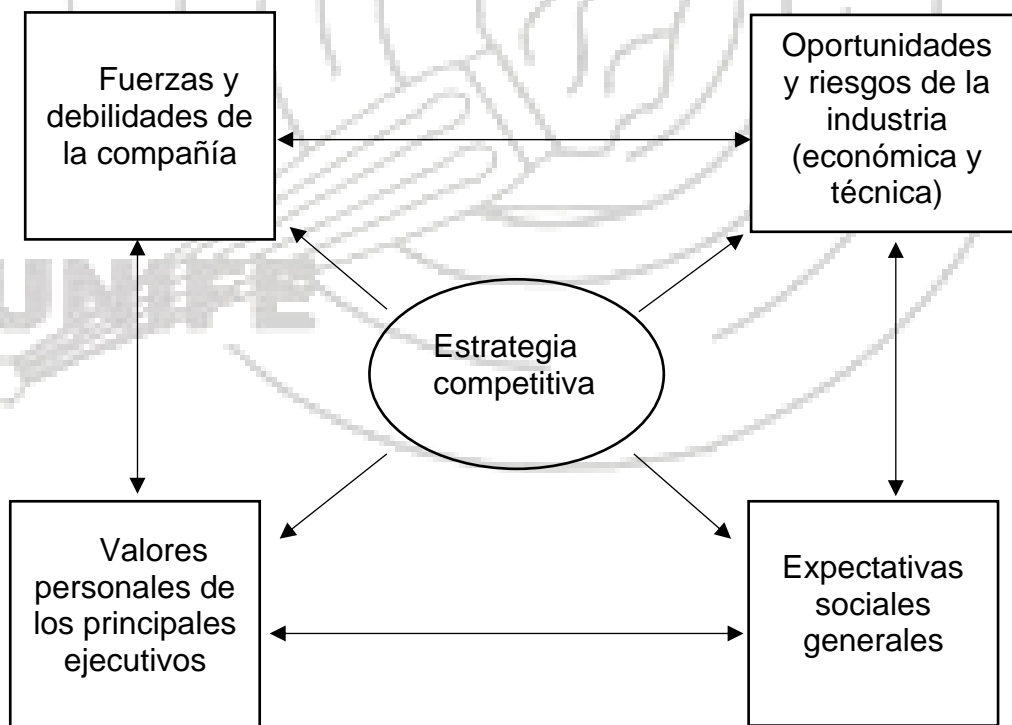 Fuerzas y
debilidades de
la compañía
Oportunidades
y riesgos de la
industria
(económica y
técnica)
UNIFE
Estrategia
competitiva
Valores
personales de
los principales
ejecutivos
Expectativas
sociales
generales